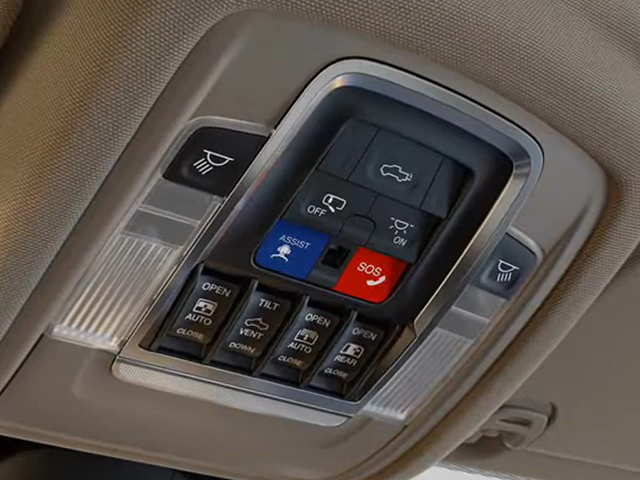 OFF
ON
ASSIST
SOS
OPEN
AUTO
CLOSE
TILT
VENT
DOWN
OPEN
AUTO
CLOSE
OPEN
REAR
CLOSE